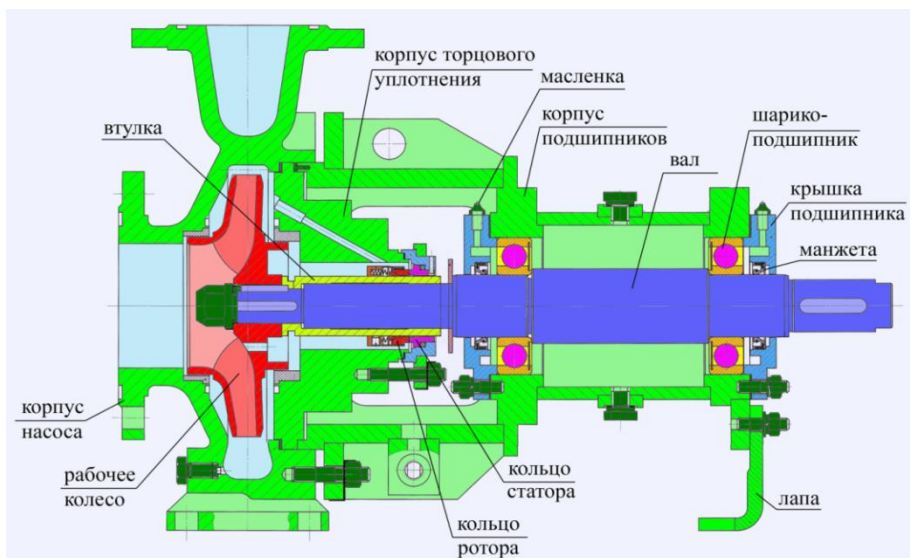 корпус торцового
уплотнения
масленка
втулка
корпус
подшипников
шарико-
подшипник
вал
крышка
подшипника
манжета
корпус
насоса
рабочее
колесо
кольцо
статора
кольцо
ротора
лапа